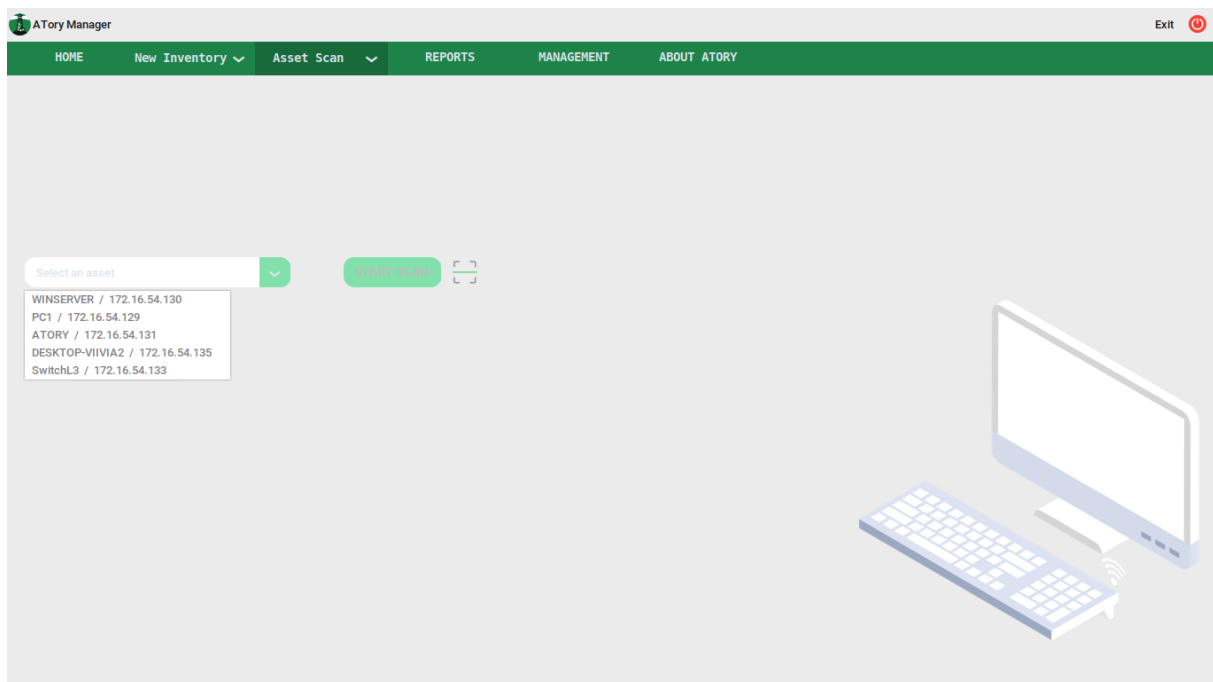 ATory Manager
Exit
HOME New Inventory Asset Scan REPORTS MANAGEMENT ABOUT ATORY
Select an asset START SCAN
WINSERVER / 172.16.54.130
PC1 / 172.16.54.129
ATORY / 172.16.54.131
DESKTOP-VIIVIA2 / 172.16.54.135
SwitchL3 / 172.16.54.133